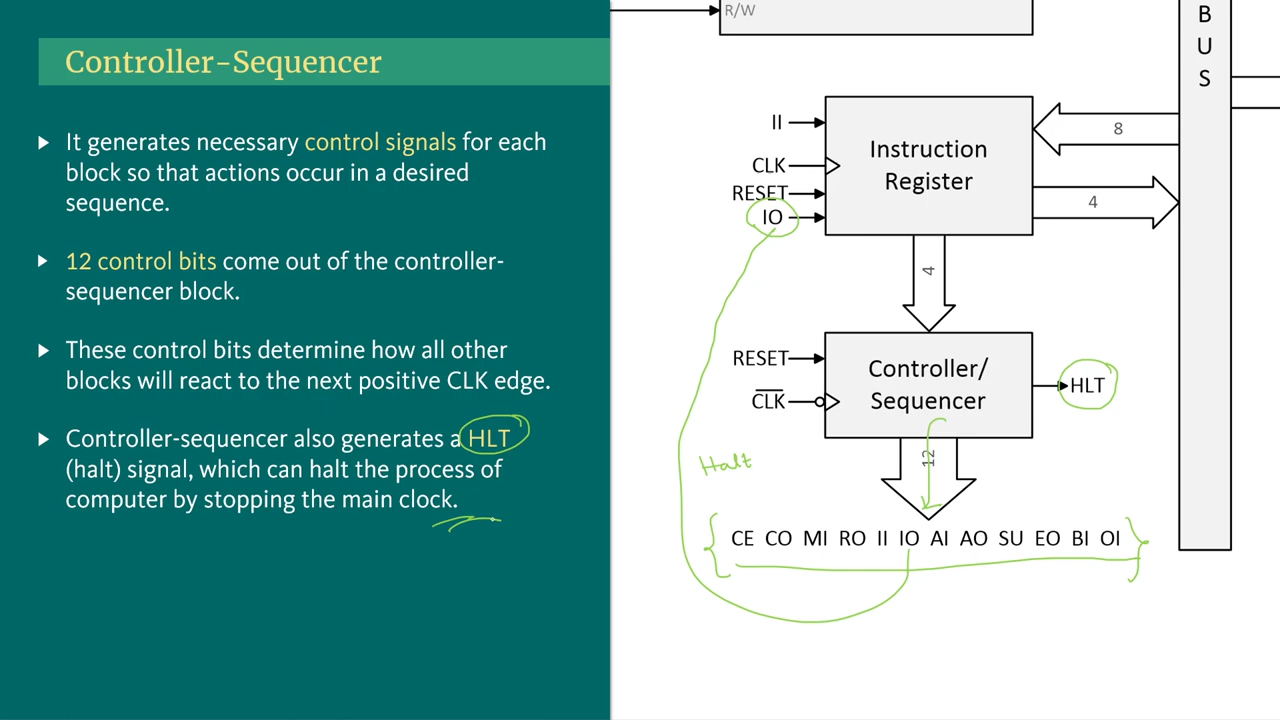 Controller-Sequencer
It generates necessary control signals for each
block so that actions occur in a desired
sequence.
12 control bits come out of the controller-
sequencer block.
These control bits determine how all other
blocks will react to the next positive CLK edge.
Controller-sequencer also generates a HLT
(halt) signal, which can halt the process of
computer by stopping the main clock.
R/W
B
U
S
II
CLK
RESET
IO
Instruction
Register
8
4
4
RESET
CLK
Controller/
Sequencer
HLT
Halt
12
CE CO MI RO II IO AI AO SU EO BI OI